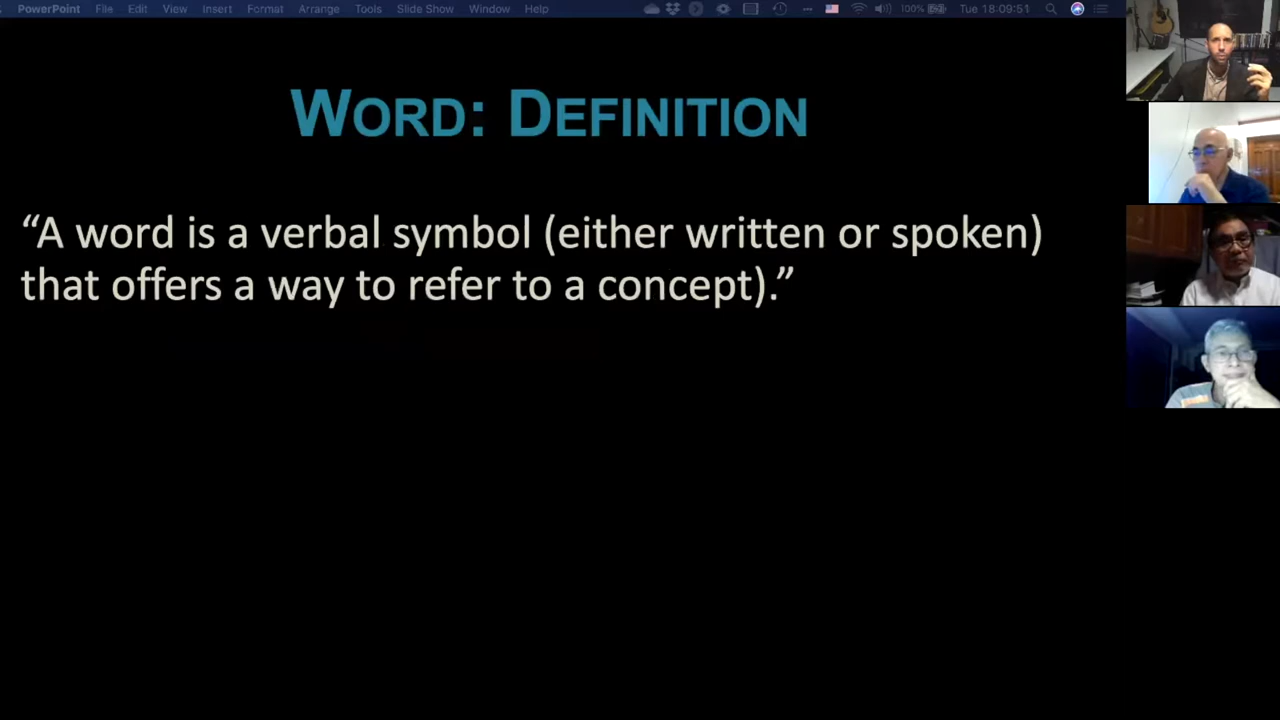 PowerPoint File Edit View Insert Format Arrange Tools Slide Show Window Help 100% Tue 18:09:51
WORD: DEFINITION
“A word is a verbal symbol (either written or spoken)
that offers a way to refer to a concept).”